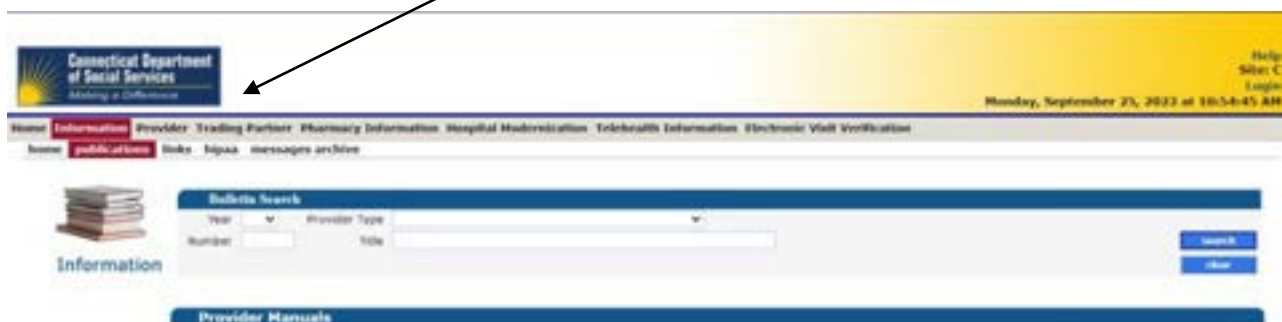 Connecticut Department
of Social Services
Making a Difference
Help
Site: C
Login
Monday, September 25, 2023 at 10:54:45 AM
Home Information Provider Trading Partner Pharmacy Information Hospital Modernization Telehealth Information Electronic Visit Verification
home publications links hipaa messages archive
Bulletin Search
Year Provider Type
Number Title
search
clear
Information
Provider Manuals